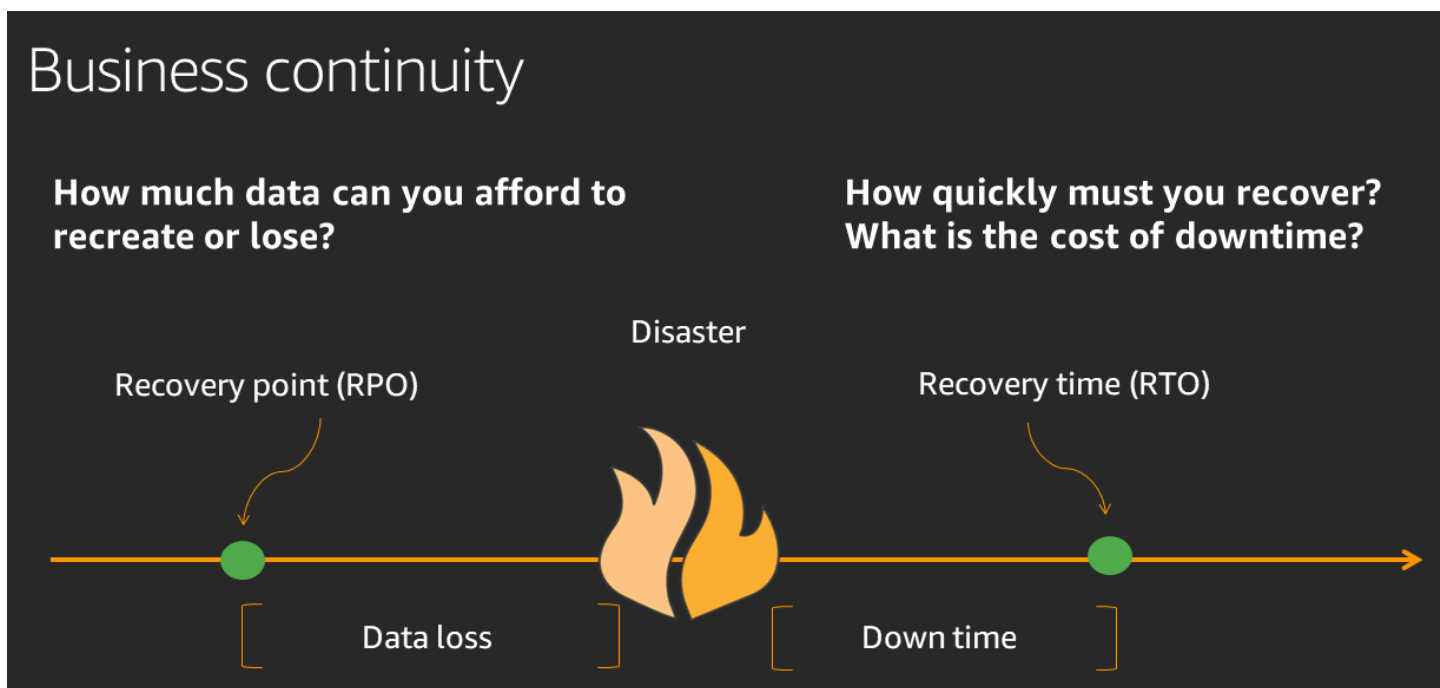 Business continuity
How much data can you afford to
recreate or lose?
How quickly must you recover?
What is the cost of downtime?
Disaster
Recovery point (RPO)
Recovery time (RTO)
Data loss
Down time